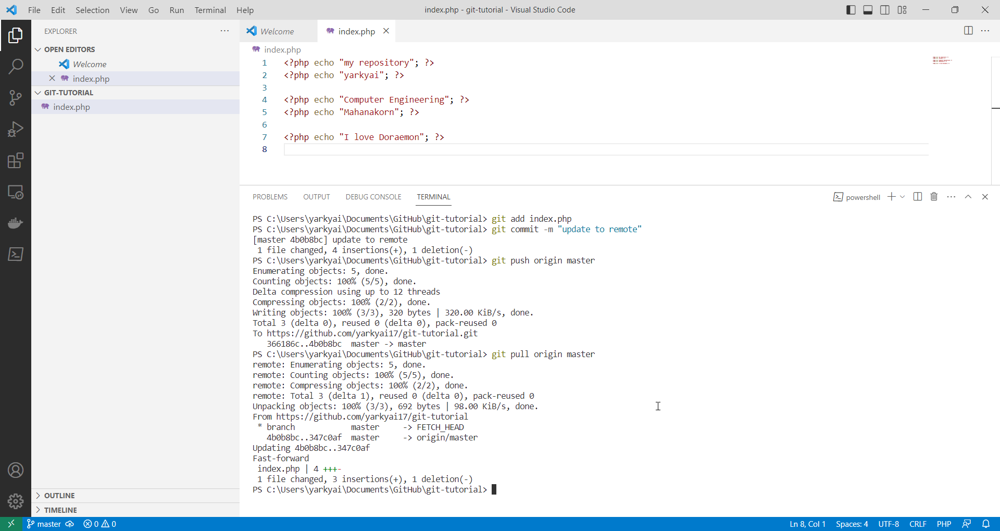 File Edit Selection View Go Run Terminal Help
index.php - git-tutorial - Visual Studio Code
EXPLORER
OPEN EDITORS
Welcome
index.php
GIT-TUTORIAL
index.php
OUTLINE
TIMELINE
Welcome
index.php
index.php
1 <?php echo "my repository"; ?>
2 <?php echo "yarkyai"; ?>
3
4 <?php echo "Computer Engineering"; ?>
5 <?php echo "Mahanakorn"; ?>
6
7 <?php echo "I love Doraemon"; ?>
8
PROBLEMS OUTPUT DEBUG CONSOLE TERMINAL
powershell
PS C:\Users\yarkyai\Documents\GitHub\git-tutorial> git add index.php
PS C:\Users\yarkyai\Documents\GitHub\git-tutorial> git commit -m "update to remote"
[master 4b0b8bc] update to remote
 1 file changed, 4 insertions(+), 1 deletion(-)
PS C:\Users\yarkyai\Documents\GitHub\git-tutorial> git push origin master
Enumerating objects: 5, done.
Counting objects: 100% (5/5), done.
Delta compression using up to 12 threads
Compressing objects: 100% (2/2), done.
Writing objects: 100% (3/3), 320 bytes | 320.00 KiB/s, done.
Total 3 (delta 0), reused 0 (delta 0), pack-reused 0
To https://github.com/yarkyai17/git-tutorial.git
   366186c..4b0b8bc  master -> master
PS C:\Users\yarkyai\Documents\GitHub\git-tutorial> git pull origin master
remote: Enumerating objects: 5, done.
remote: Counting objects: 100% (5/5), done.
remote: Compressing objects: 100% (2/2), done.
remote: Total 3 (delta 1), reused 0 (delta 0), pack-reused 0
Unpacking objects: 100% (3/3), 692 bytes | 98.00 KiB/s, done.
From https://github.com/yarkyai17/git-tutorial
 * branch            master     -> FETCH_HEAD
   4b0b8bc..347c0af  master     -> origin/master
Updating 4b0b8bc..347c0af
Fast-forward
 index.php | 4 +++-
 1 file changed, 3 insertions(+), 1 deletion(-)
PS C:\Users\yarkyai\Documents\GitHub\git-tutorial>
master 0 0
Ln 8, Col 1 Spaces: 4 UTF-8 CRLF PHP